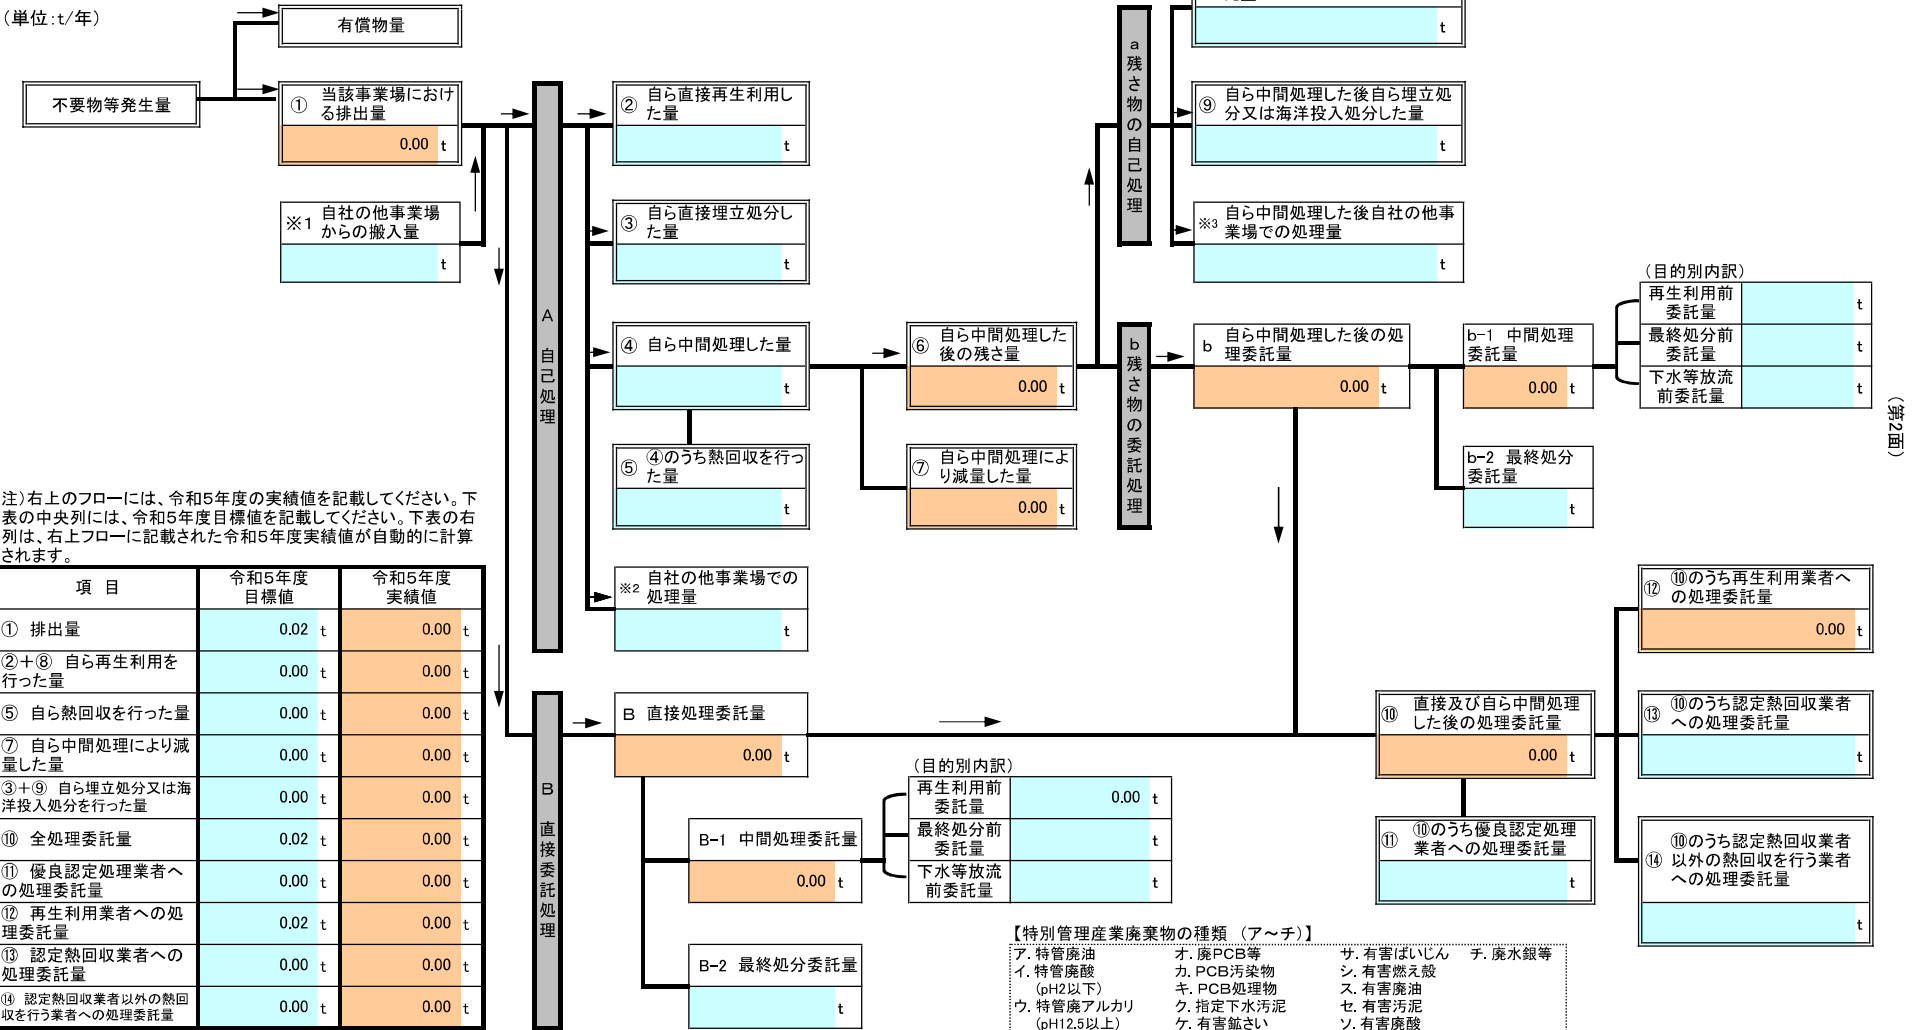 （単位：t/年）
有償物量
不要物等発生量
① 当該事業場におけ
る排出量
0.00 t
※1 自社の他事業場
からの搬入量
t
A 自己処理
② 自ら直接再生利用し
た量
t
③ 自ら直接埋立処分し
た量
t
④ 自ら中間処理した量
t
⑤ ④のうち熱回収を行っ
た量
t
※2 自社の他事業場での
処理量
t
⑥ 自ら中間処理した
後の残さ量
0.00 t
⑦ 自ら中間処理によ
り減量した量
0.00 t
a 残さ物の自己処理
t
⑨ 自ら中間処理した後自ら埋立処
分又は海洋投入処分した量
t
※3 自ら中間処理した後自社の他事
業場での処理量
t
b 残さ物の委託処理
b 自ら中間処理した後の処
理委託量
0.00 t
b-1 中間処理
委託量
0.00 t
b-2 最終処分
委託量
t
（目的別内訳）
再生利用前
委託量 t
最終処分前
委託量 t
下水等放流
前委託量 t
（第2面）
注）右上のフローには、令和5年度の実績値を記載してください。下
表の中央列には、令和5年度目標値を記載してください。下表の右
列は、右上フローに記載された令和5年度実績値が自動的に計算
されます。
項 目 令和5年度
目標値 令和5年度
実績値
① 排出量 0.02 t 0.00 t
②＋⑧ 自ら再生利用を
行った量 0.00 t 0.00 t
⑤ 自ら熱回収を行った量 0.00 t 0.00 t
⑦ 自ら中間処理により減
量した量 0.00 t 0.00 t
③＋⑨ 自ら埋立処分又は海
洋投入処分を行った量 0.00 t 0.00 t
⑩ 全処理委託量 0.02 t 0.00 t
⑪ 優良認定処理業者へ
の処理委託量 0.00 t 0.00 t
⑫ 再生利用業者への処
理委託量 0.02 t 0.00 t
⑬ 認定熱回収業者への
処理委託量 0.00 t 0.00 t
⑭ 認定熱回収業者以外の熱回
収を行う業者への処理委託量 0.00 t 0.00 t
B 直接委託処理
B 直接処理委託量
0.00 t
B-1 中間処理委託量
0.00 t
B-2 最終処分委託量
t
（目的別内訳）
再生利用前
委託量 0.00 t
最終処分前
委託量
下水等放流
前委託量
⑩ 直接及び自ら中間処理
した後の処理委託量
0.00 t
⑪ ⑩のうち優良認定処理
業者への処理委託量
t
⑫ ⑩のうち再生利用業者へ
の処理委託量
0.00 t
⑬ ⑩のうち認定熱回収業者
への処理委託量
t
⑭ ⑩のうち認定熱回収業者
以外の熱回収を行う業者
への処理委託量
t
【特別管理産業廃棄物の種類 （ア～チ）】
ア. 特管廃油 オ. 廃PCB等 サ. 有害ばいじん チ. 廃水銀等
イ. 特管廃酸 カ. PCB汚染物 シ. 有害燃え殻
（pH2以下） キ. PCB処理物 ス. 有害廃油
ウ. 特管廃アルカリ ク. 指定下水汚泥 セ. 有害汚泥
（pH12.5以上） ケ. 有害鉱さい ソ. 有害廃酸